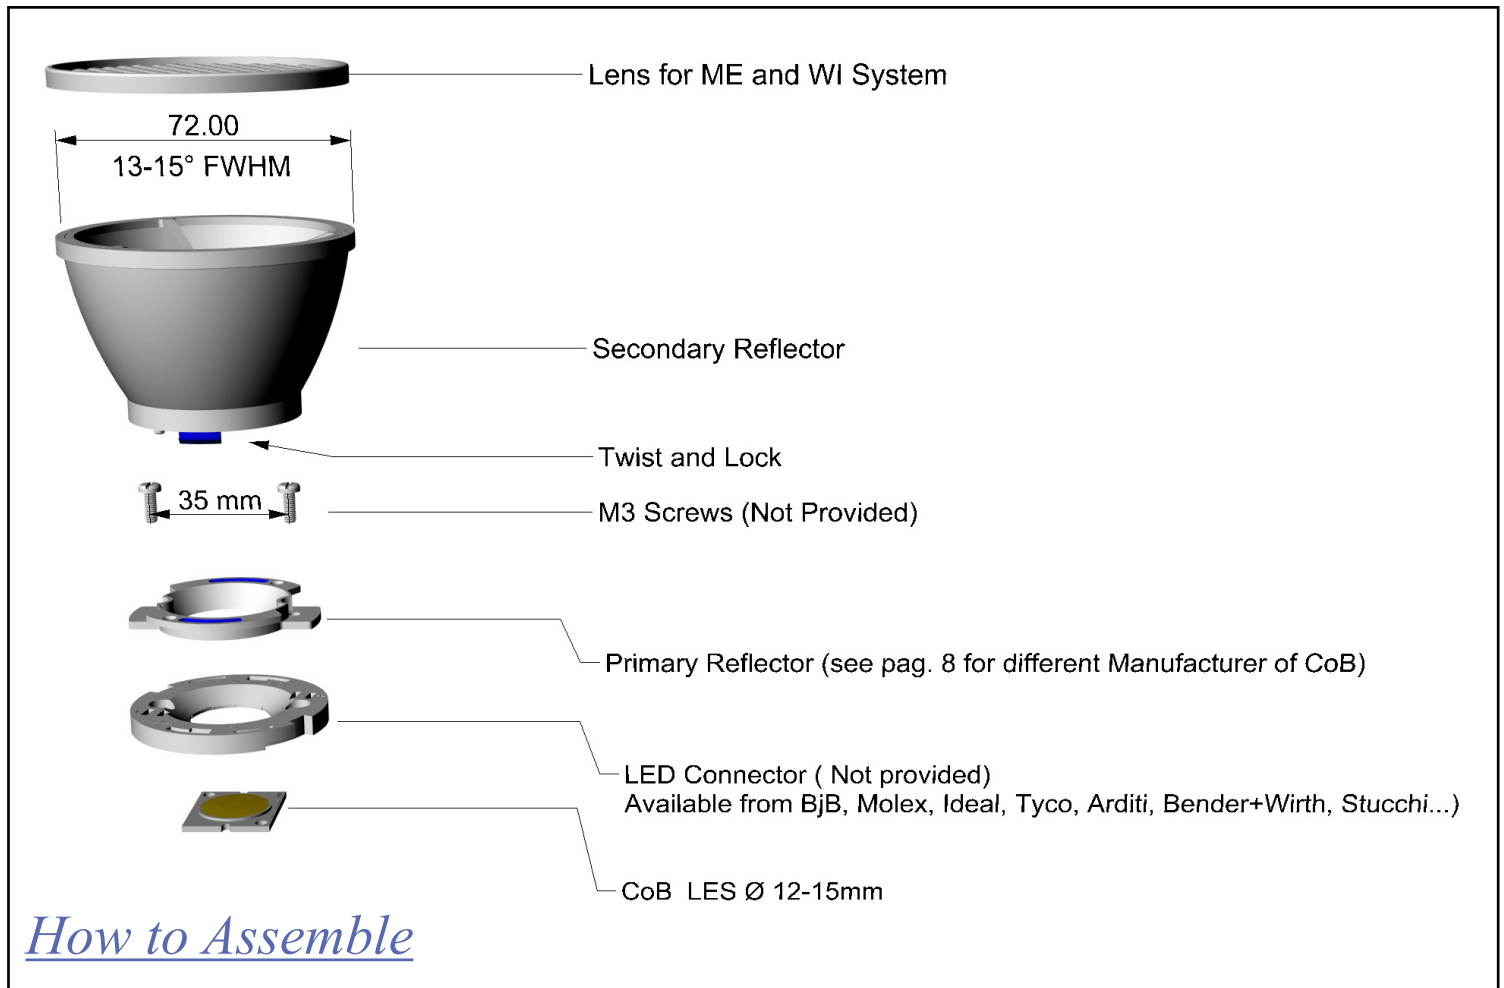 Lens for ME and WI System
72.00
13-15° FWHM
Secondary Reflector
Twist and Lock
35 mm
M3 Screws (Not Provided)
Primary Reflector (see pag. 8 for different Manufacturer of CoB)
LED Connector ( Not provided)
Available from BjB, Molex, Ideal, Tyco, Arditi, Bender+Wirth, Stucchi...)
CoB  LES Ø 12-15mm
How to Assemble